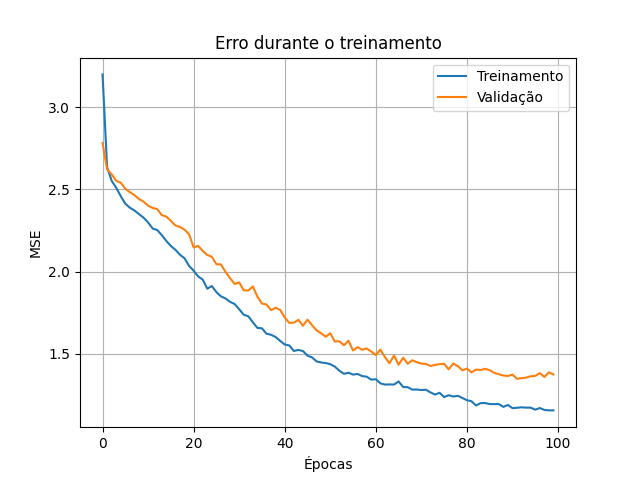 Erro durante o treinamento
Treinamento
Validação
MSE
3.0
2.5
2.0
1.5
0
20
40
60
80
100
Épocas